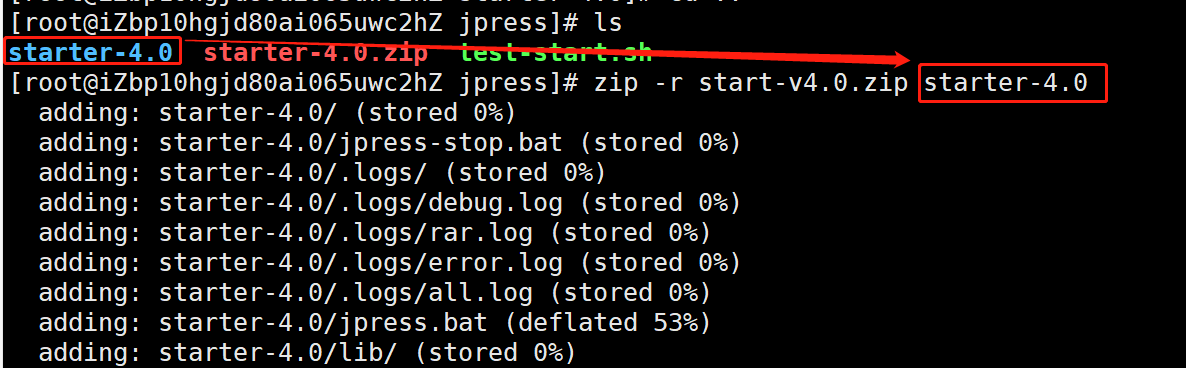 [root@iZbp10hgjd80ai065uwc2hZ jpress]# ls
starter-4.0  starter-4.0.zip  test-start.sh
[root@iZbp10hgjd80ai065uwc2hZ jpress]# zip -r start-v4.0.zip starter-4.0
  adding: starter-4.0/ (stored 0%)
  adding: starter-4.0/jpress-stop.bat (stored 0%)
  adding: starter-4.0/.logs/ (stored 0%)
  adding: starter-4.0/.logs/debug.log (stored 0%)
  adding: starter-4.0/.logs/rar.log (stored 0%)
  adding: starter-4.0/.logs/error.log (stored 0%)
  adding: starter-4.0/.logs/all.log (stored 0%)
  adding: starter-4.0/jpress.bat (deflated 53%)
  adding: starter-4.0/lib/ (stored 0%)